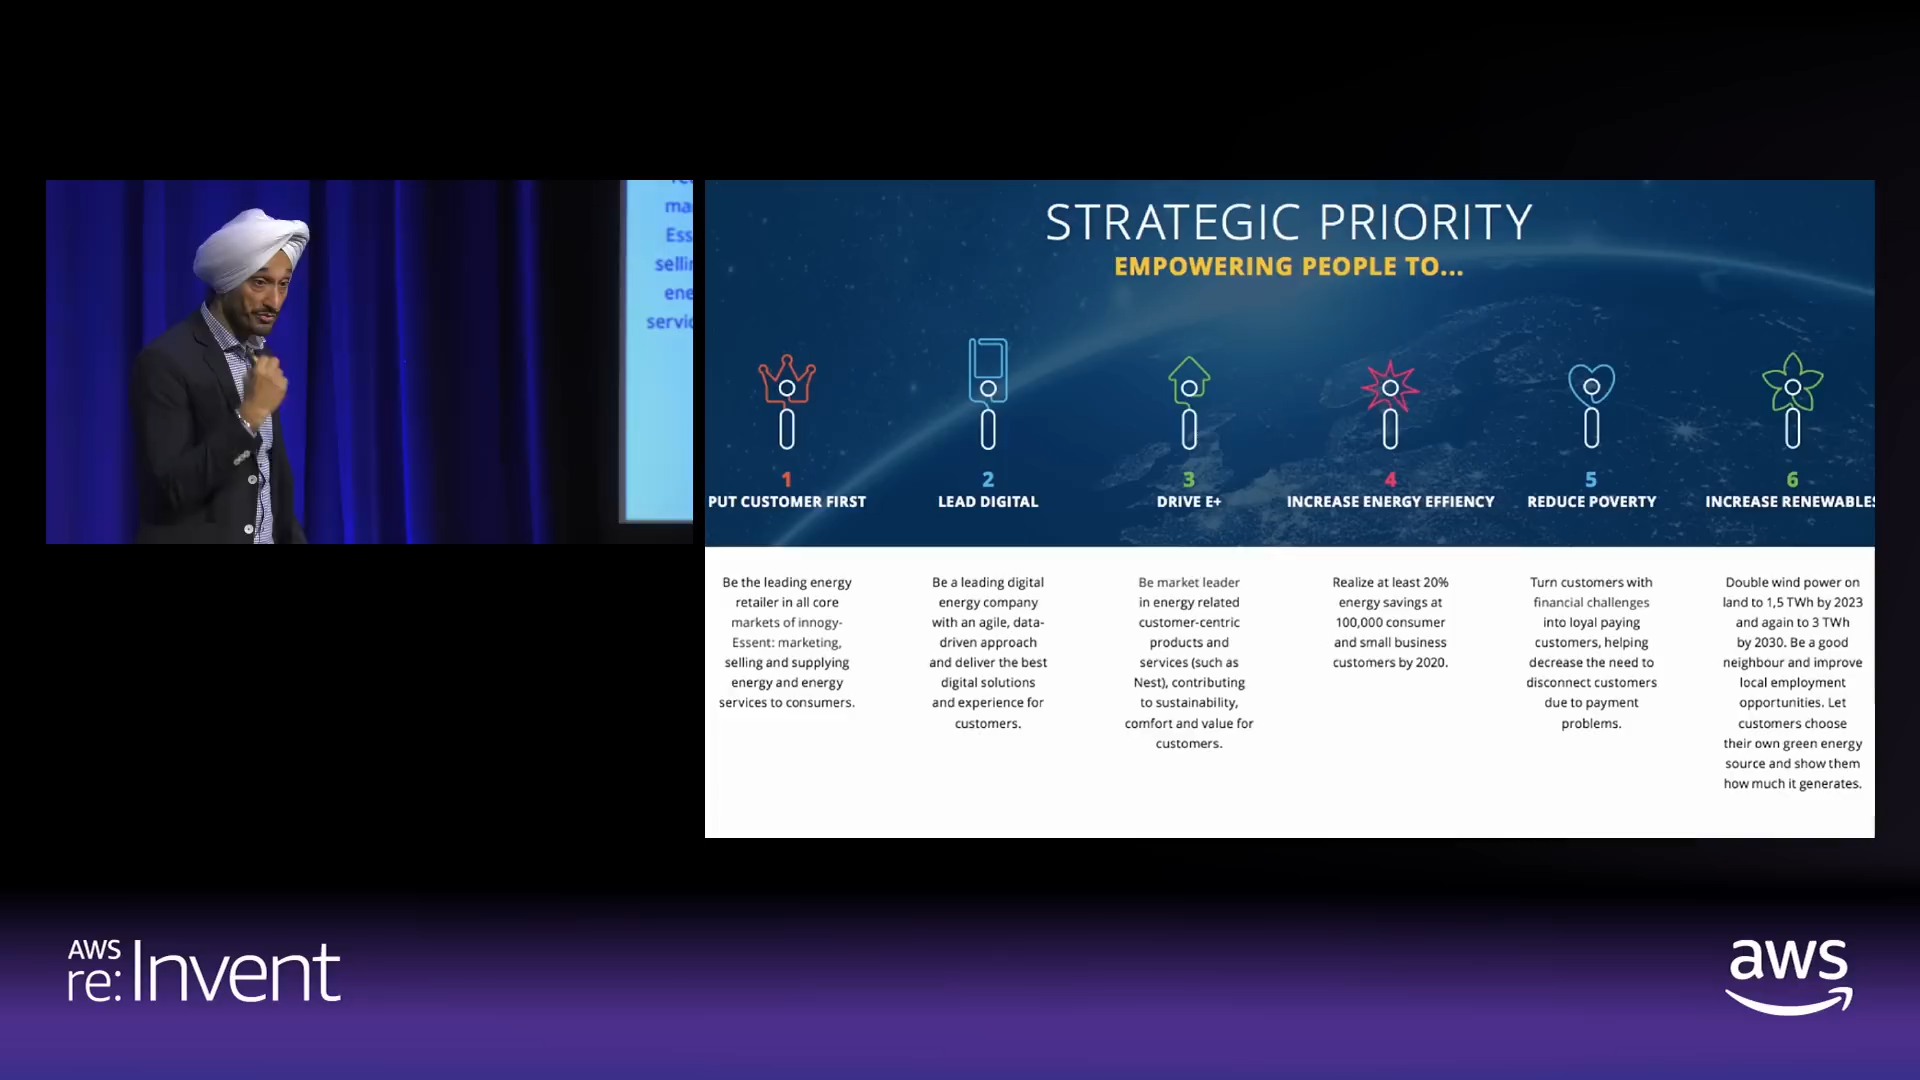 ma
Ess
selli
ene
servic
STRATEGIC PRIORITY
EMPOWERING PEOPLE TO...
1
PUT CUSTOMER FIRST
Be the leading energy
retailer in all core
markets of innogy-
Essent: marketing,
selling and supplying
energy and energy
services to consumers.
2
LEAD DIGITAL
Be a leading digital
energy company
with an agile, data-
driven approach
and deliver the best
digital solutions
and experience for
customers.
3
DRIVE E+
Be market leader
in energy related
customer-centric
products and
services (such as
Nest), contributing
to sustainability,
comfort and value for
customers.
4
INCREASE ENERGY EFFIENCY
Realize at least 20%
energy savings at
100,000 consumer
and small business
customers by 2020.
5
REDUCE POVERTY
Turn customers with
financial challenges
into loyal paying
customers, helping
decrease the need to
disconnect customers
due to payment
problems.
6
INCREASE RENEWABLES
Double wind power on
land to 1,5 TWh by 2023
and again to 3 TWh
by 2030. Be a good
neighbour and improve
local employment
opportunities. Let
customers choose
their own green energy
source and show them
how much it generates.
AWS
re:Invent
aws